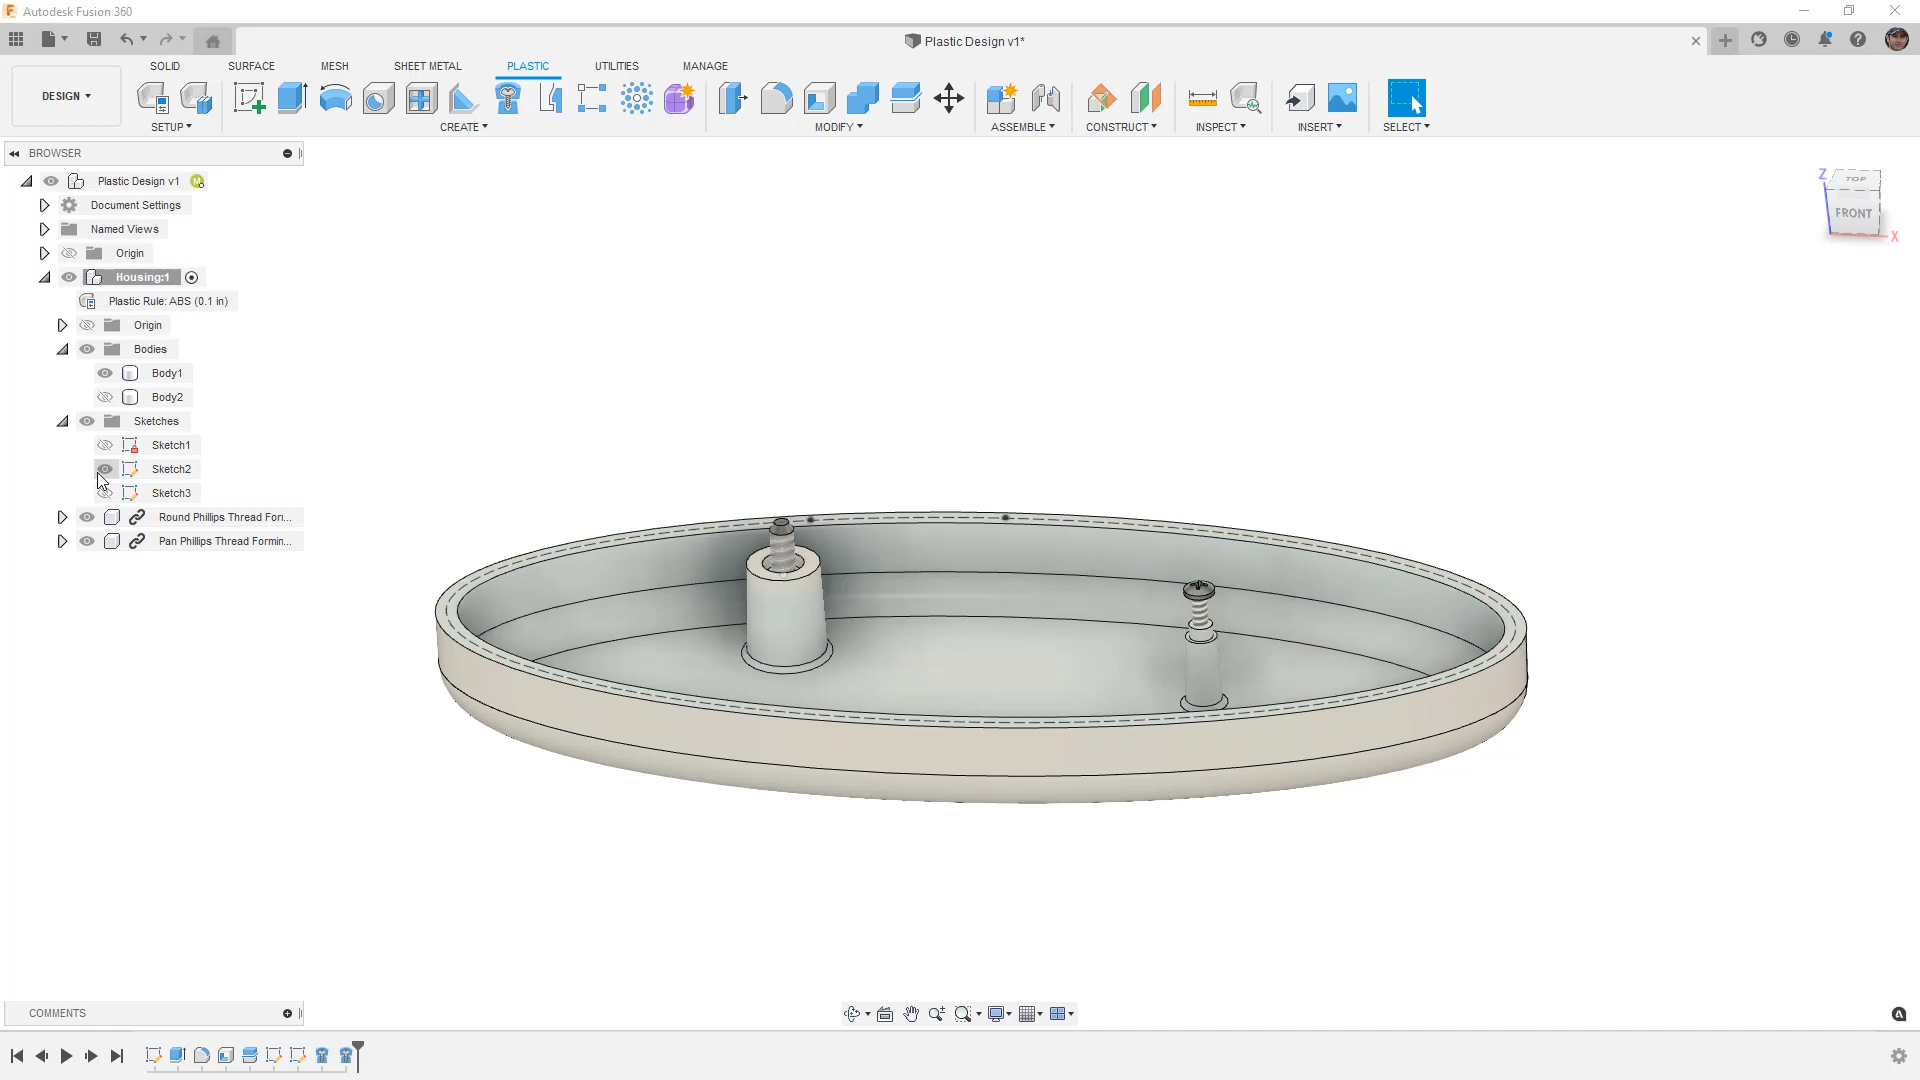 Autodesk Fusion 360
Plastic Design v1*
SOLID SURFACE MESH SHEET METAL PLASTIC UTILITIES MANAGE
DESIGN
SETUP CREATE MODIFY ASSEMBLE CONSTRUCT INSPECT INSERT SELECT
BROWSER
Plastic Design v1
Document Settings
Named Views
Origin
Housing:1
Plastic Rule: ABS (0.1 in)
Origin
Bodies
Body1
Body2
Sketches
Sketch1
Sketch2
Sketch3
Round Phillips Thread For...
Pan Phillips Thread Formin...
Z
TOP
FRONT
X
COMMENTS